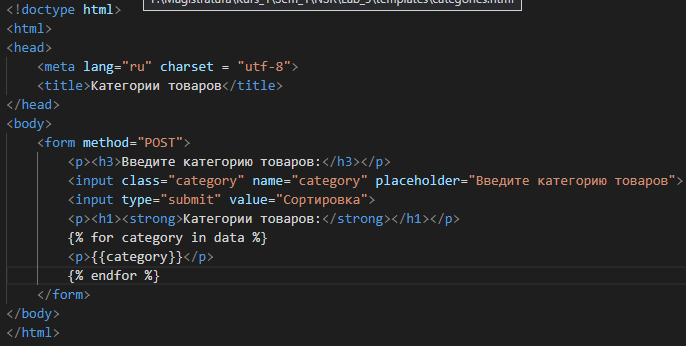 T:\Magistratura\Kurs_1\Sem_1\NSR\Lab_3\templates\categories.html
<!doctype html>
<html>
<head>
<meta lang="ru" charset = "utf-8">
<title>Категории товаров</title>
</head>
<body>
<form method="POST">
<p><h3>Введите категорию товаров:</h3></p>
<input class="category" name="category" placeholder="Введите категорию товаров">
<input type="submit" value="Сортировка">
<p><h1><strong>Категории товаров:</strong></h1></p>
{% for category in data %}
<p>{{category}}</p>
{% endfor %}
</form>
</body>
</html>